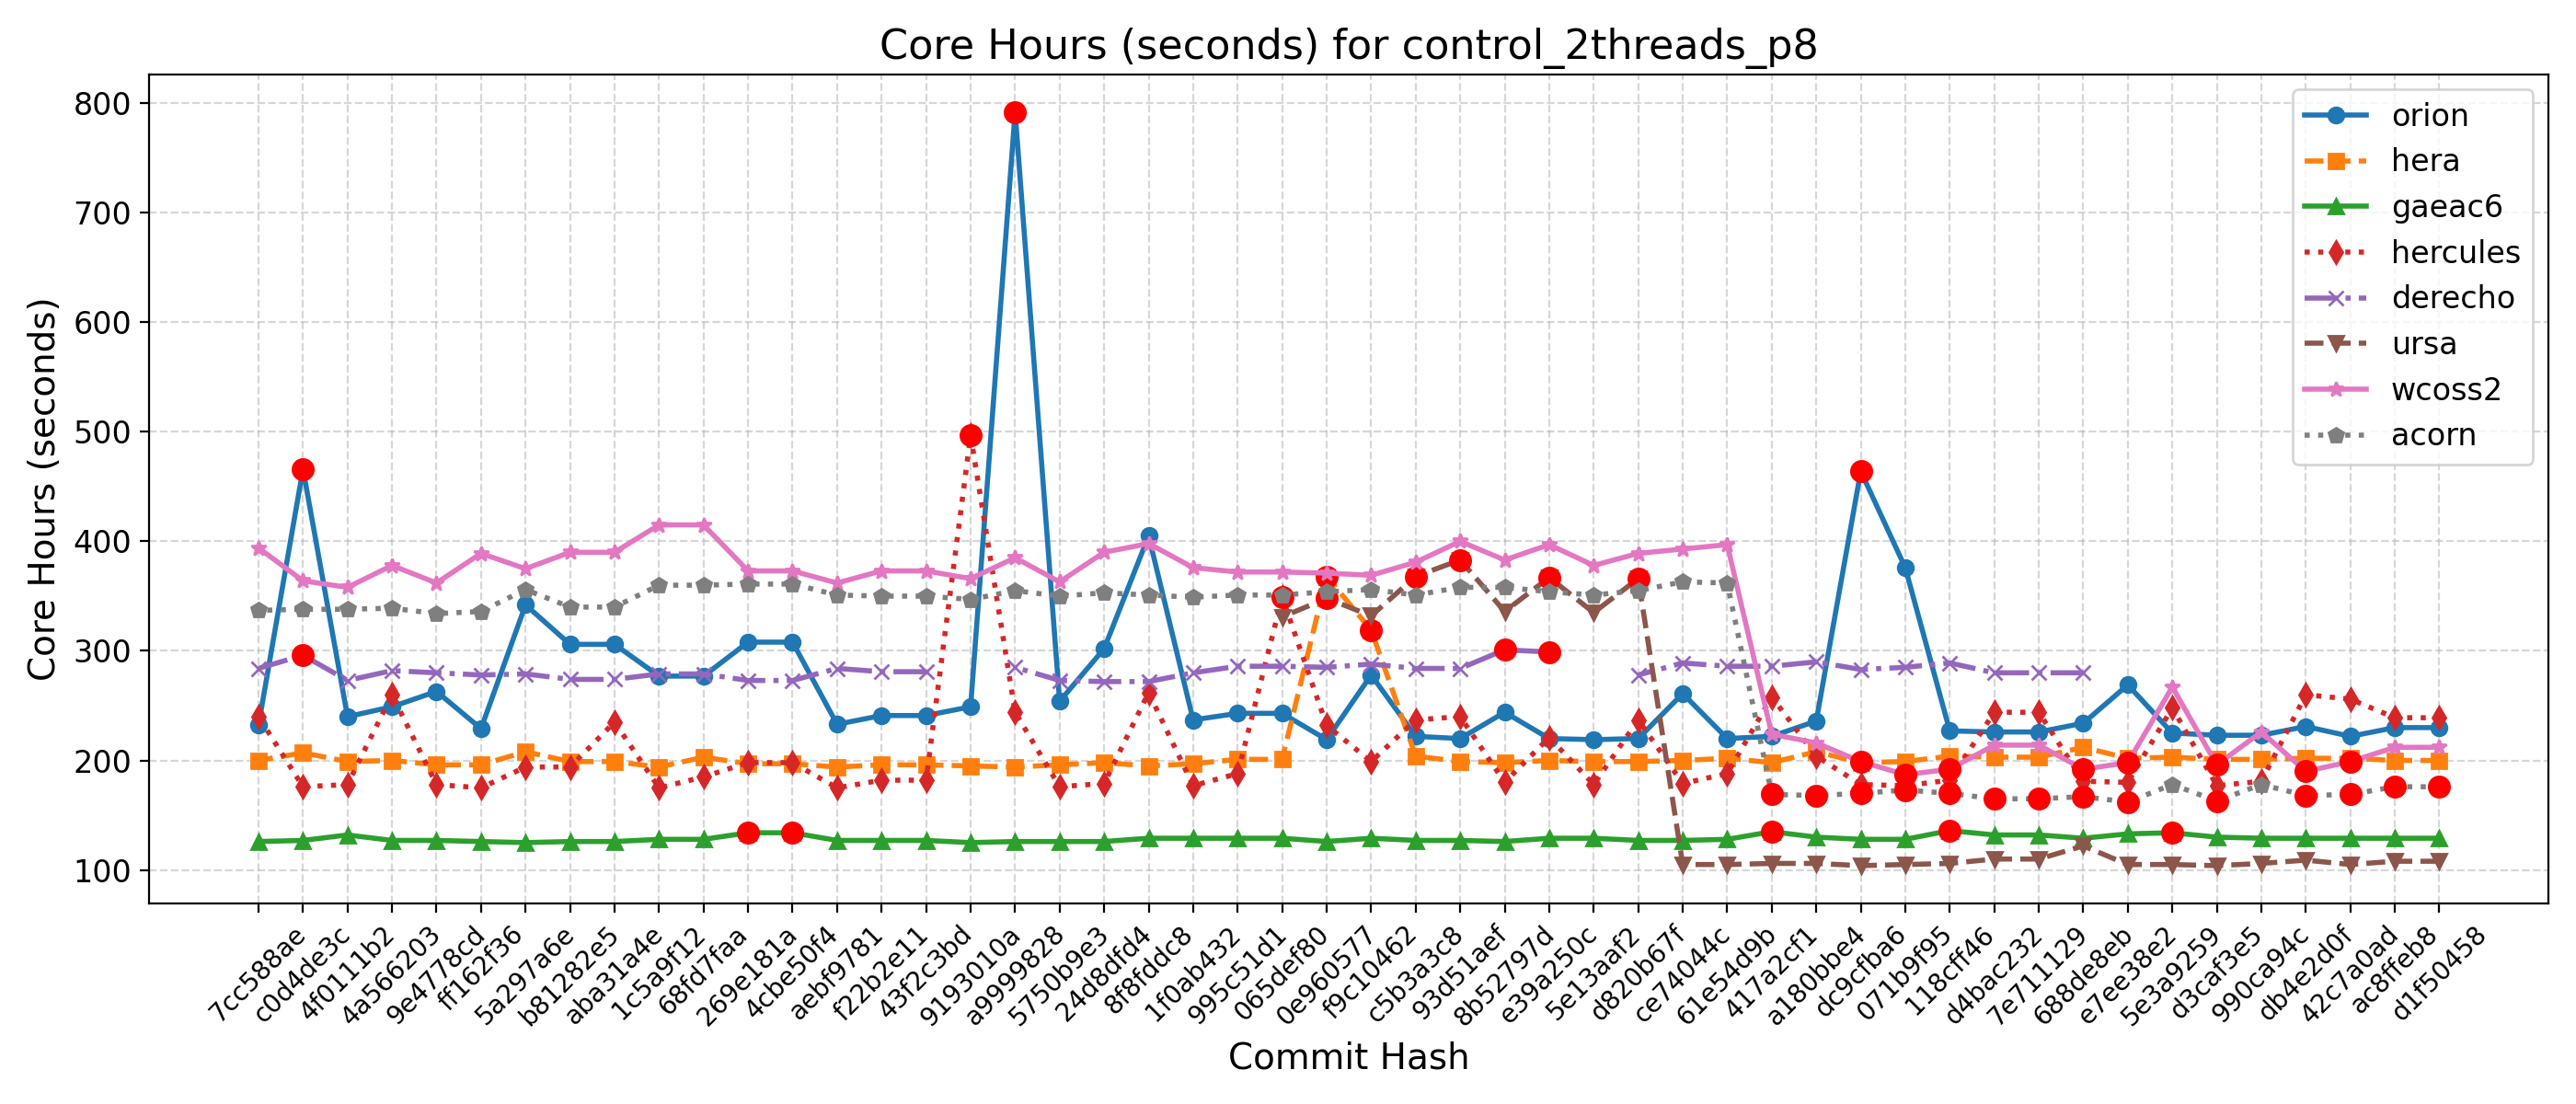 Core Hours (seconds) for control_2threads_p8
Core Hours (seconds)
800
700
600
500
400
300
200
100
orion
hera
gaeac6
hercules
derecho
ursa
wcoss2
acorn
7cc588ae
c0d4de3c
4f0111b2
4a566203
9e4778cd
ff162f36
5a297a6e
b81282e5
aba31a4e
1c5a9f12
68fd7faa
269e181a
4cbe50f4
aebf9781
f22b2e11
43f2c3bd
9193010a
a9999828
5750b9e3
24d8dfd4
8f8fddc8
1f0ab432
995c51d1
065def80
0e960577
f9c10462
c5b3a3c8
93d51aef
8b52797d
e39a250c
5e13aaf2
d820b67f
ce74044c
61e54d9b
417a2cf1
a180bbe4
dc9cfba6
071b9f95
118cff46
d4bac232
7e711129
688de8eb
e7ee38e2
5e3a9259
d3caf3e5
990ca94c
db4e2d0f
42c7a0ad
ac8ffeb8
d1f50458
Commit Hash